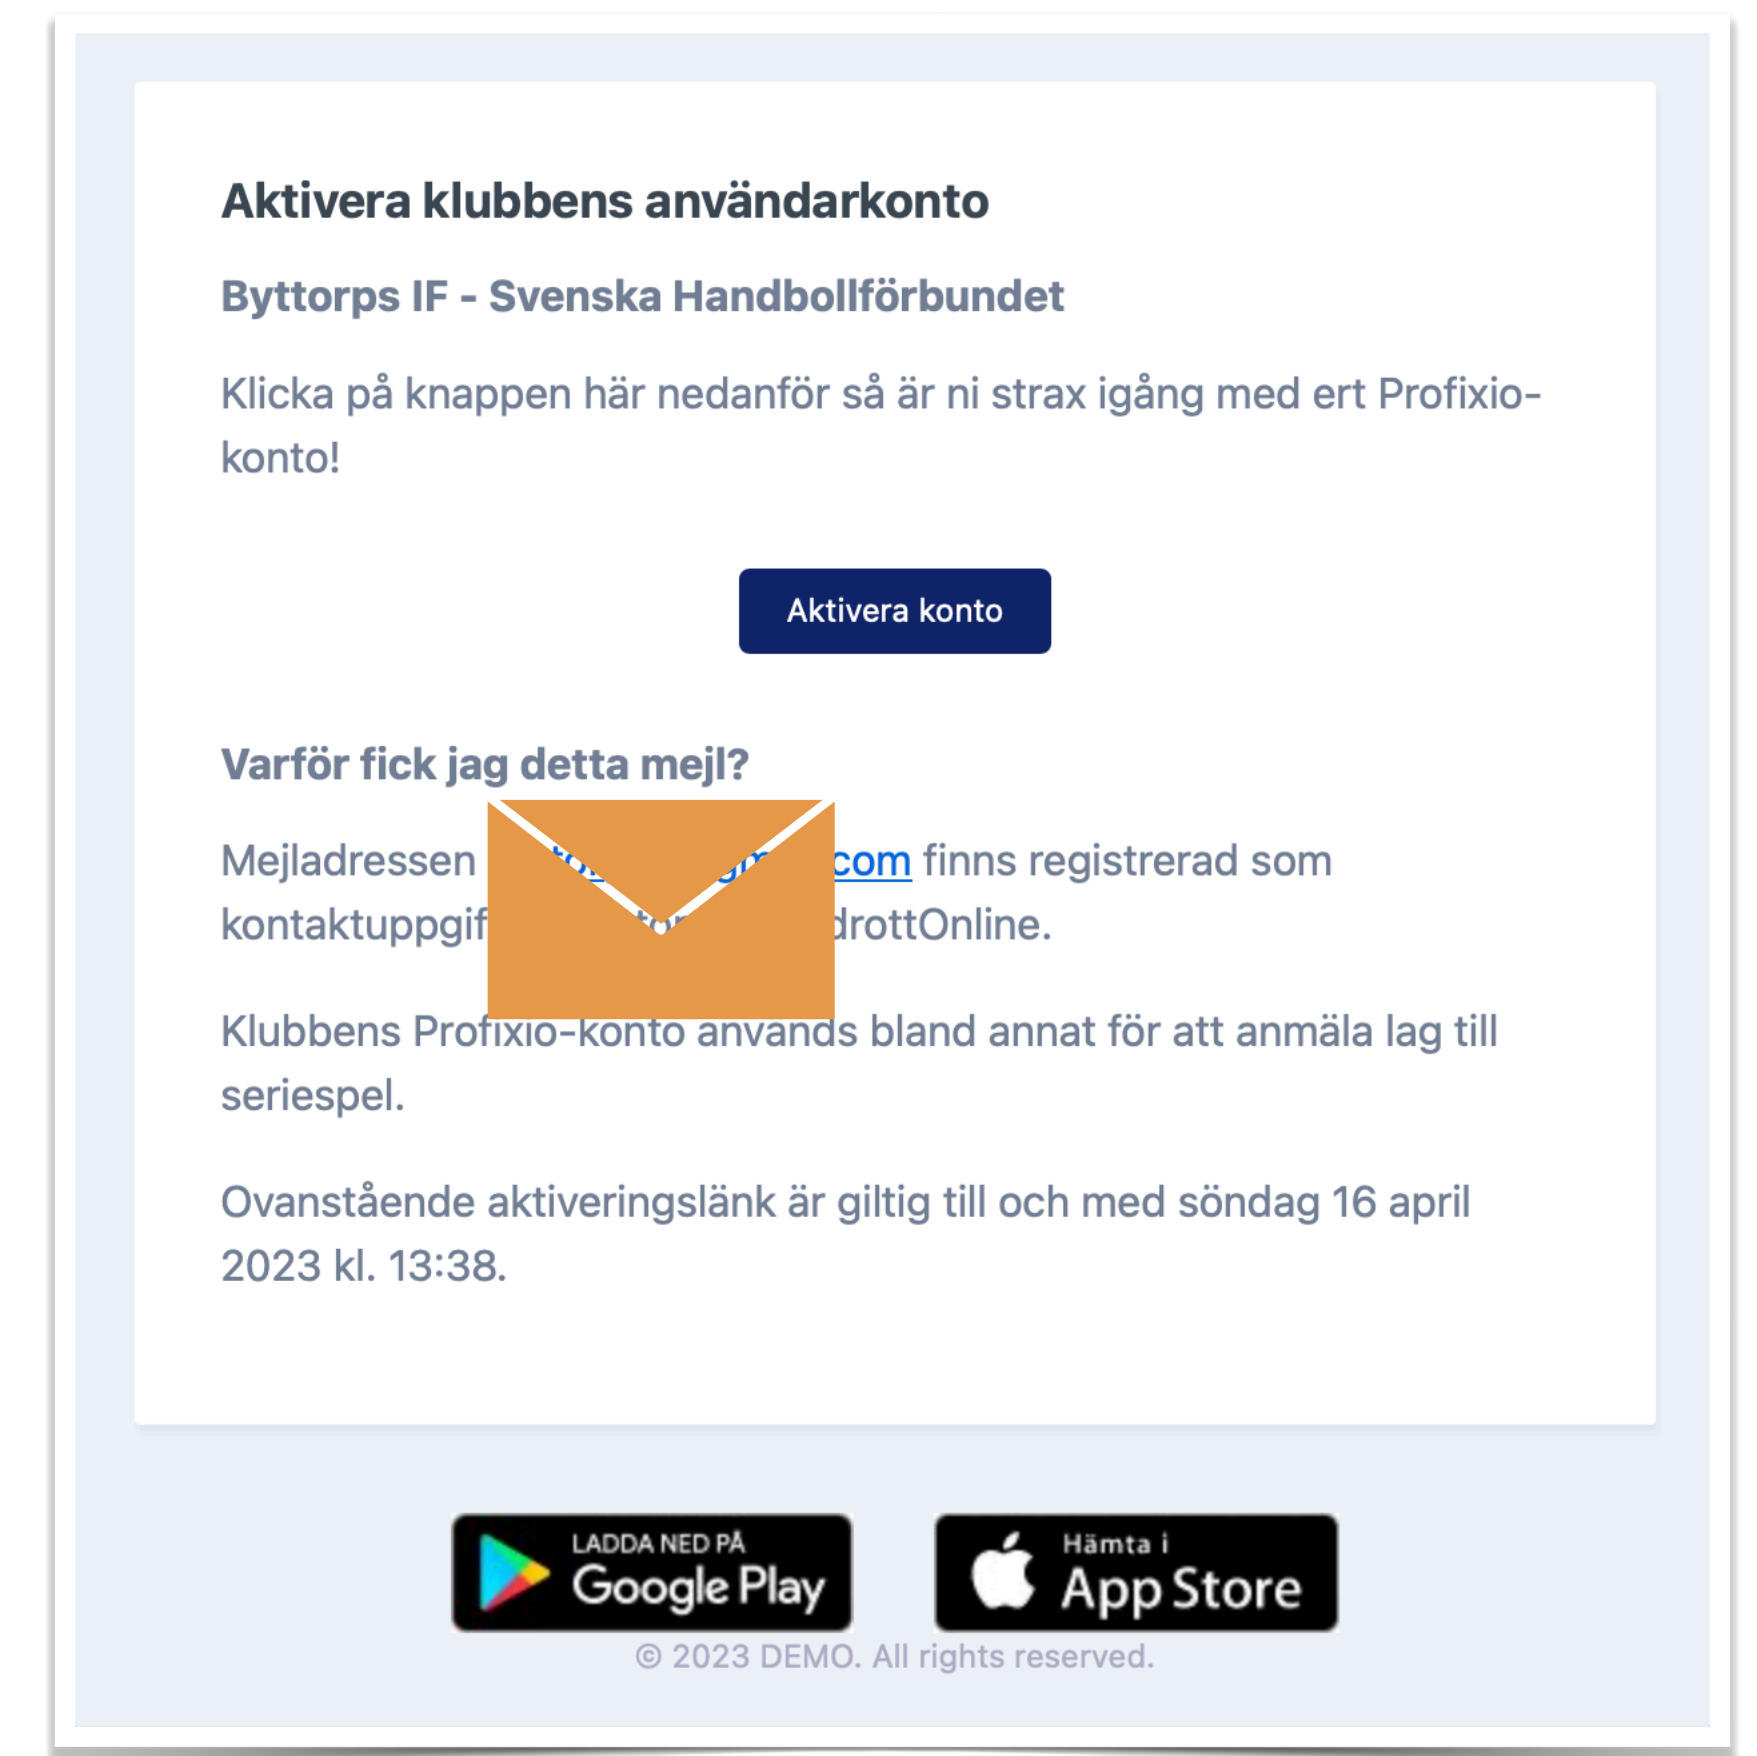 Aktivera klubbens användarkonto
Byttorps IF - Svenska Handbollförbundet
Klicka på knappen här nedanför så är ni strax igång med ert Profixio-
konto!
Aktivera konto
Varför fick jag detta mejl?
Mejladressen com finns registrerad som
Klubbens Profixio-konto används bland annat för att anmäla lag till
seriespel.
Ovanstående aktiveringslänk är giltig till och med söndag 16 april
2023 kl. 13:38.
LADDA NED PÅ
Google Play
Hämta i
App Store
© 2023 DEMO. All rights reserved.